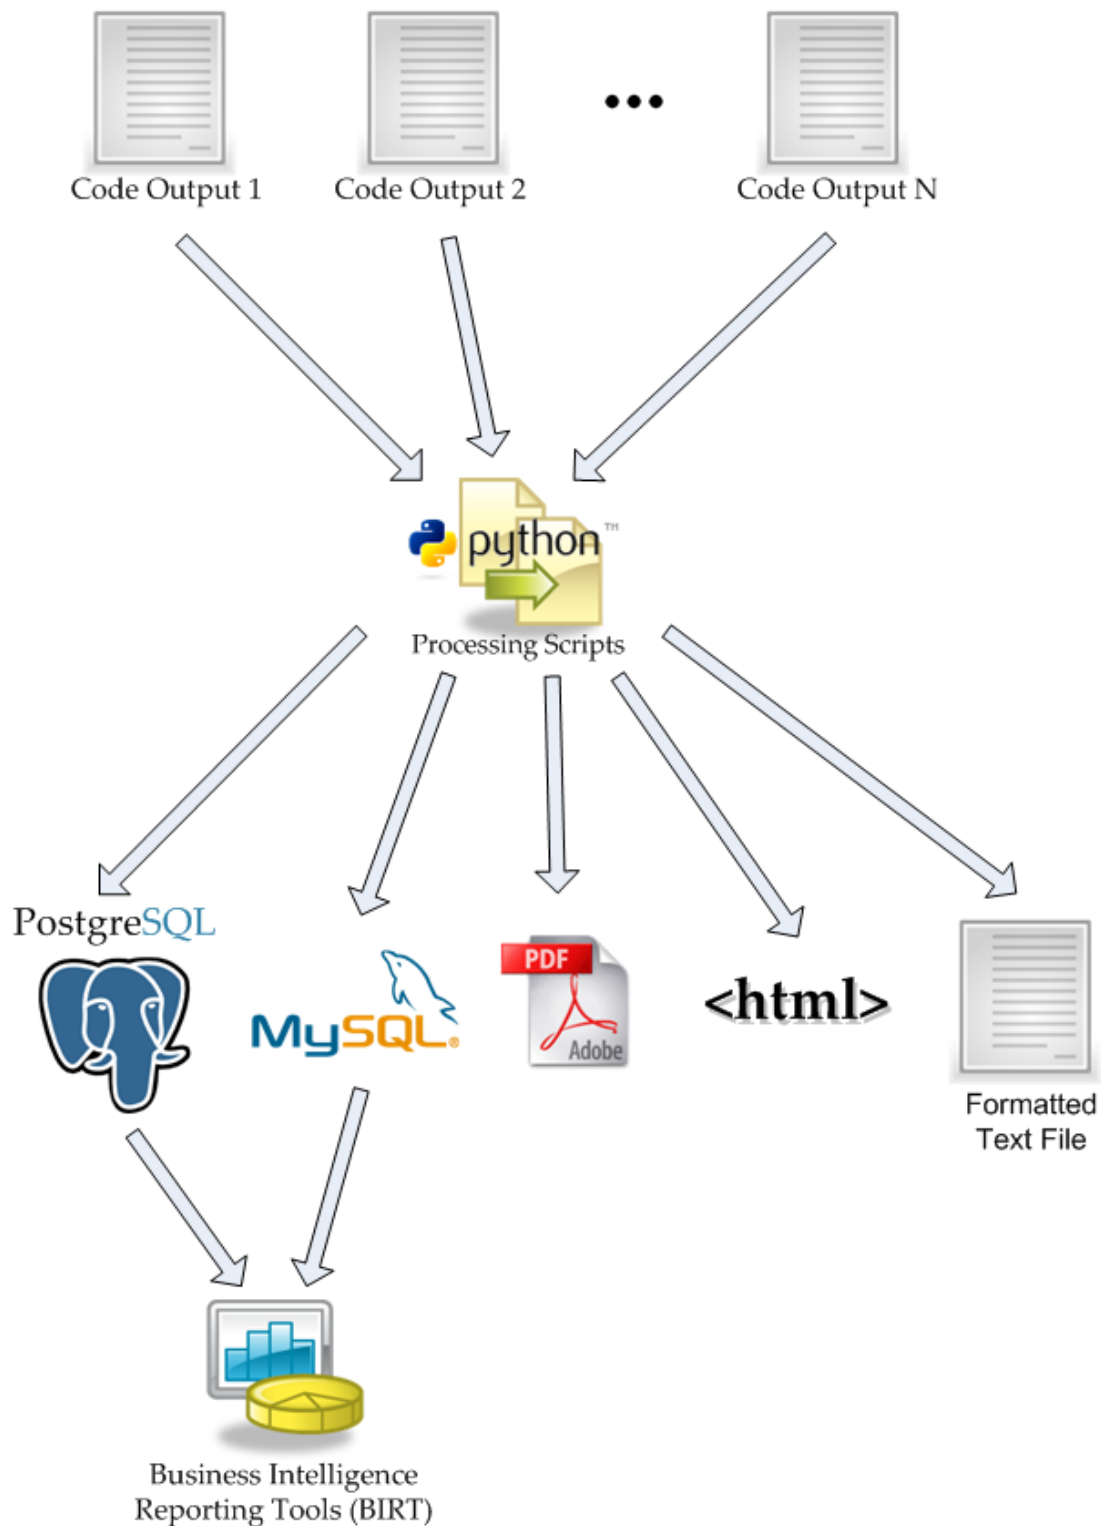 Code Output 1
Code Output 2
•••
Code Output N
python TM
Processing Scripts
PostgreSQL
MySQL®
PDF
Adobe
<html>
Formatted
Text File
Business Intelligence
Reporting Tools (BIRT)